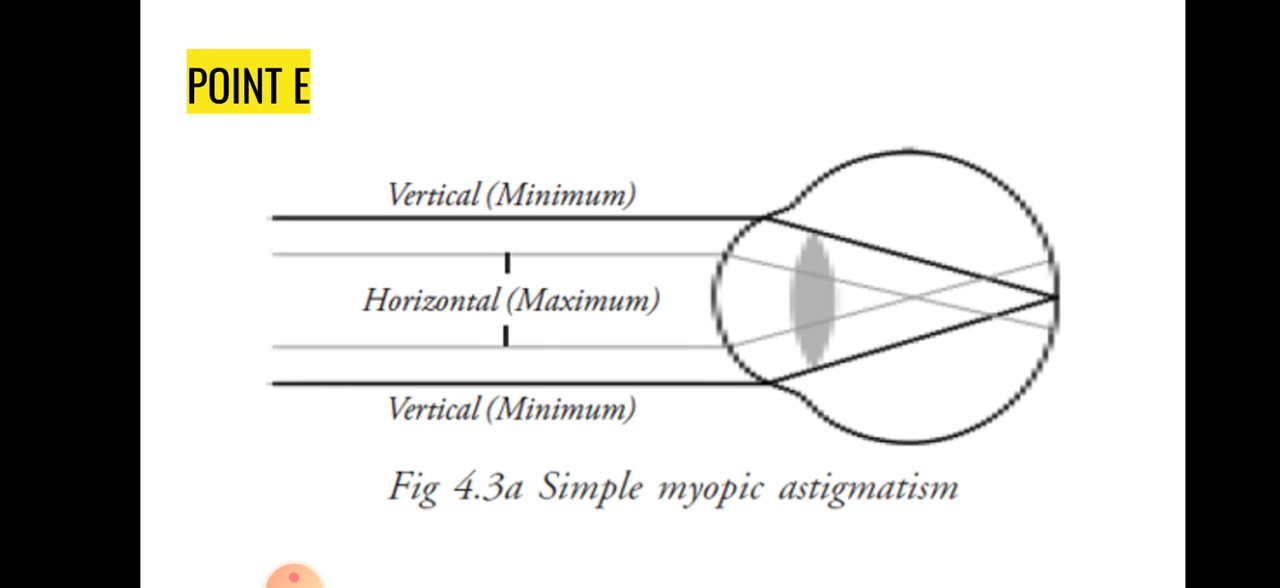 POINT E
Vertical (Minimum)
Horizontal (Maximum)
Vertical (Minimum)
Fig 4.3a Simple myopic astigmatism